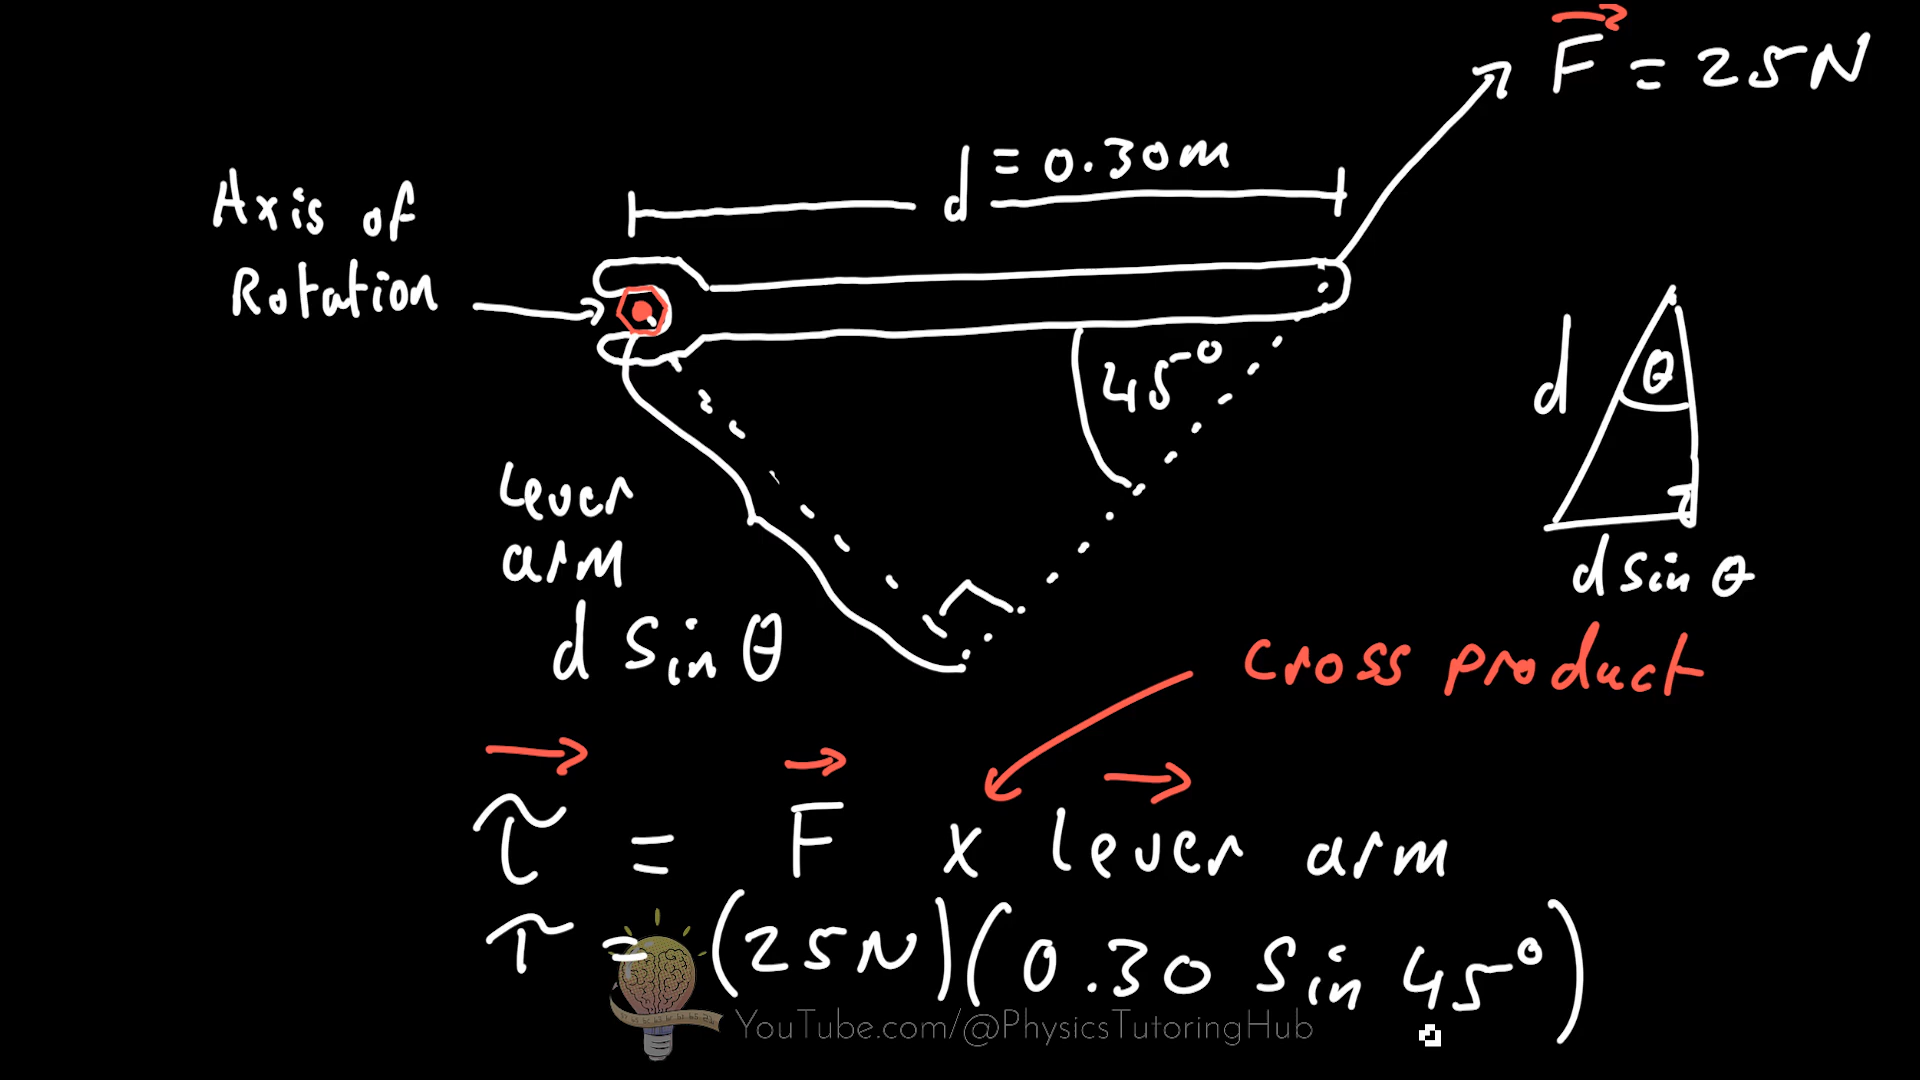 F = 25N
d = 0.30m
Axis of
Rotation
45°
d
θ
lever
arm
d sin θ
d sin θ
cross product
τ = F x lever arm
τ = (25N)(0.30 sin 45°)
YouTube.com/@PhysicsTutoringHub